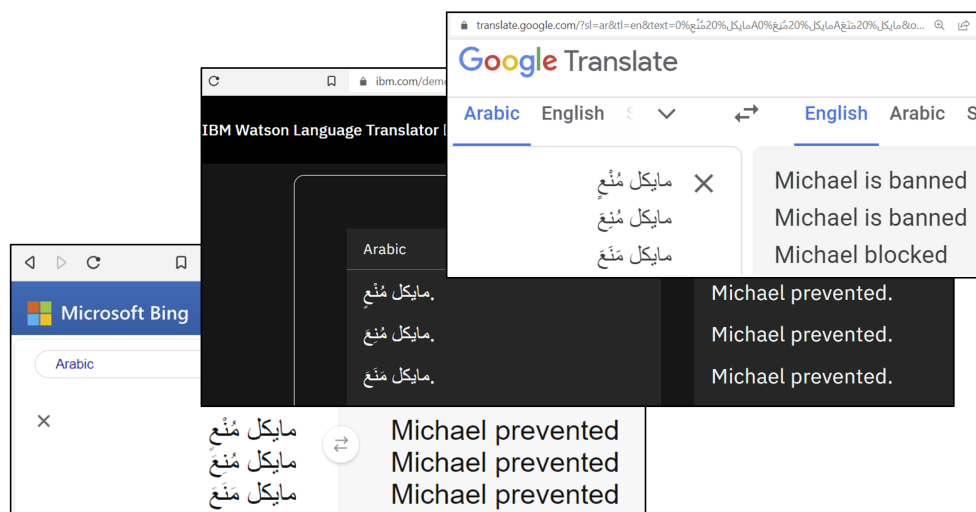 translate.google.com/?sl=ar&tl=en&text=
Google Translate
Arabic English
English Arabic S
مايكل مُنْعٍ
Michael is banned
مايكل مُنِعَ
Michael is banned
مايكل مَنَعَ
Michael blocked
ibm.com/demo
IBM Watson Language Translator
Arabic
مايكل مُنْعٍ.
Michael prevented.
مايكل مُنعَ.
Michael prevented.
مايكل مَنَعَ.
Michael prevented.
Microsoft Bing
Arabic
مايكل مُنْعٍ
Michael prevented
مايكل مُنِعَ
Michael prevented
مايكل مَنَعَ
Michael prevented